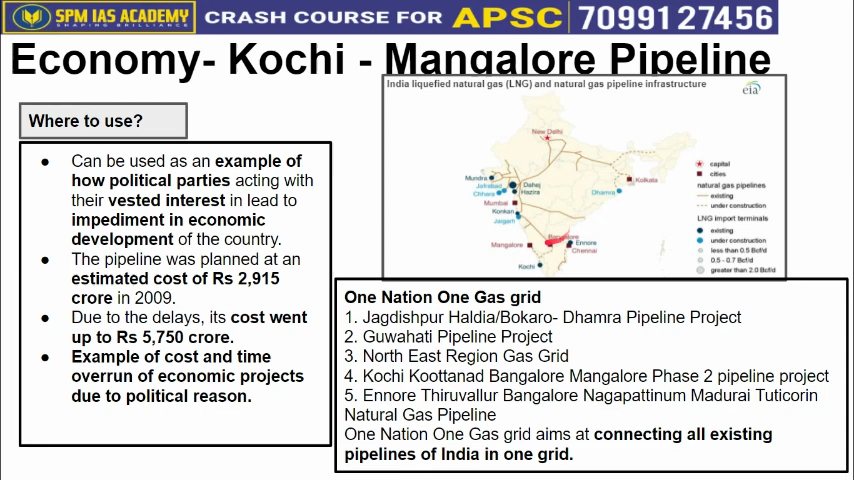 SPM IAS ACADEMY
SHAPING BRILLIANCE
CRASH COURSE FOR APSC 7099127456
Economy- Kochi - Mangalore Pipeline
India liquefied natural gas (LNG) and natural gas pipeline infrastructure
eia
Where to use?
● Can be used as an example of
how political parties acting with
their vested interest in lead to
impediment in economic
development of the country.
● The pipeline was planned at an
estimated cost of Rs 2,915
crore in 2009.
● Due to the delays, its cost went
up to Rs 5,750 crore.
● Example of cost and time
overrun of economic projects
due to political reason.
New Delhi
Mundra
Jafrabad
Chhara
Dahej
Hazira
Mumbai
Konkan
Jaigarh
Dhamra
Kolkata
Bangalore
Mangalore
Ennore
Chennai
Kochi
capital
cities
natural gas pipelines
existing
under construction
LNG import terminals
existing
under construction
less than 0.5 Bcf/d
0.5 - 0.7 Bcf/d
greater than 2.0 Bcf/d
One Nation One Gas grid
1. Jagdishpur Haldia/Bokaro- Dhamra Pipeline Project
2. Guwahati Pipeline Project
3. North East Region Gas Grid
4. Kochi Koottanad Bangalore Mangalore Phase 2 pipeline project
5. Ennore Thiruvallur Bangalore Nagapattinum Madurai Tuticorin
Natural Gas Pipeline
One Nation One Gas grid aims at connecting all existing
pipelines of India in one grid.